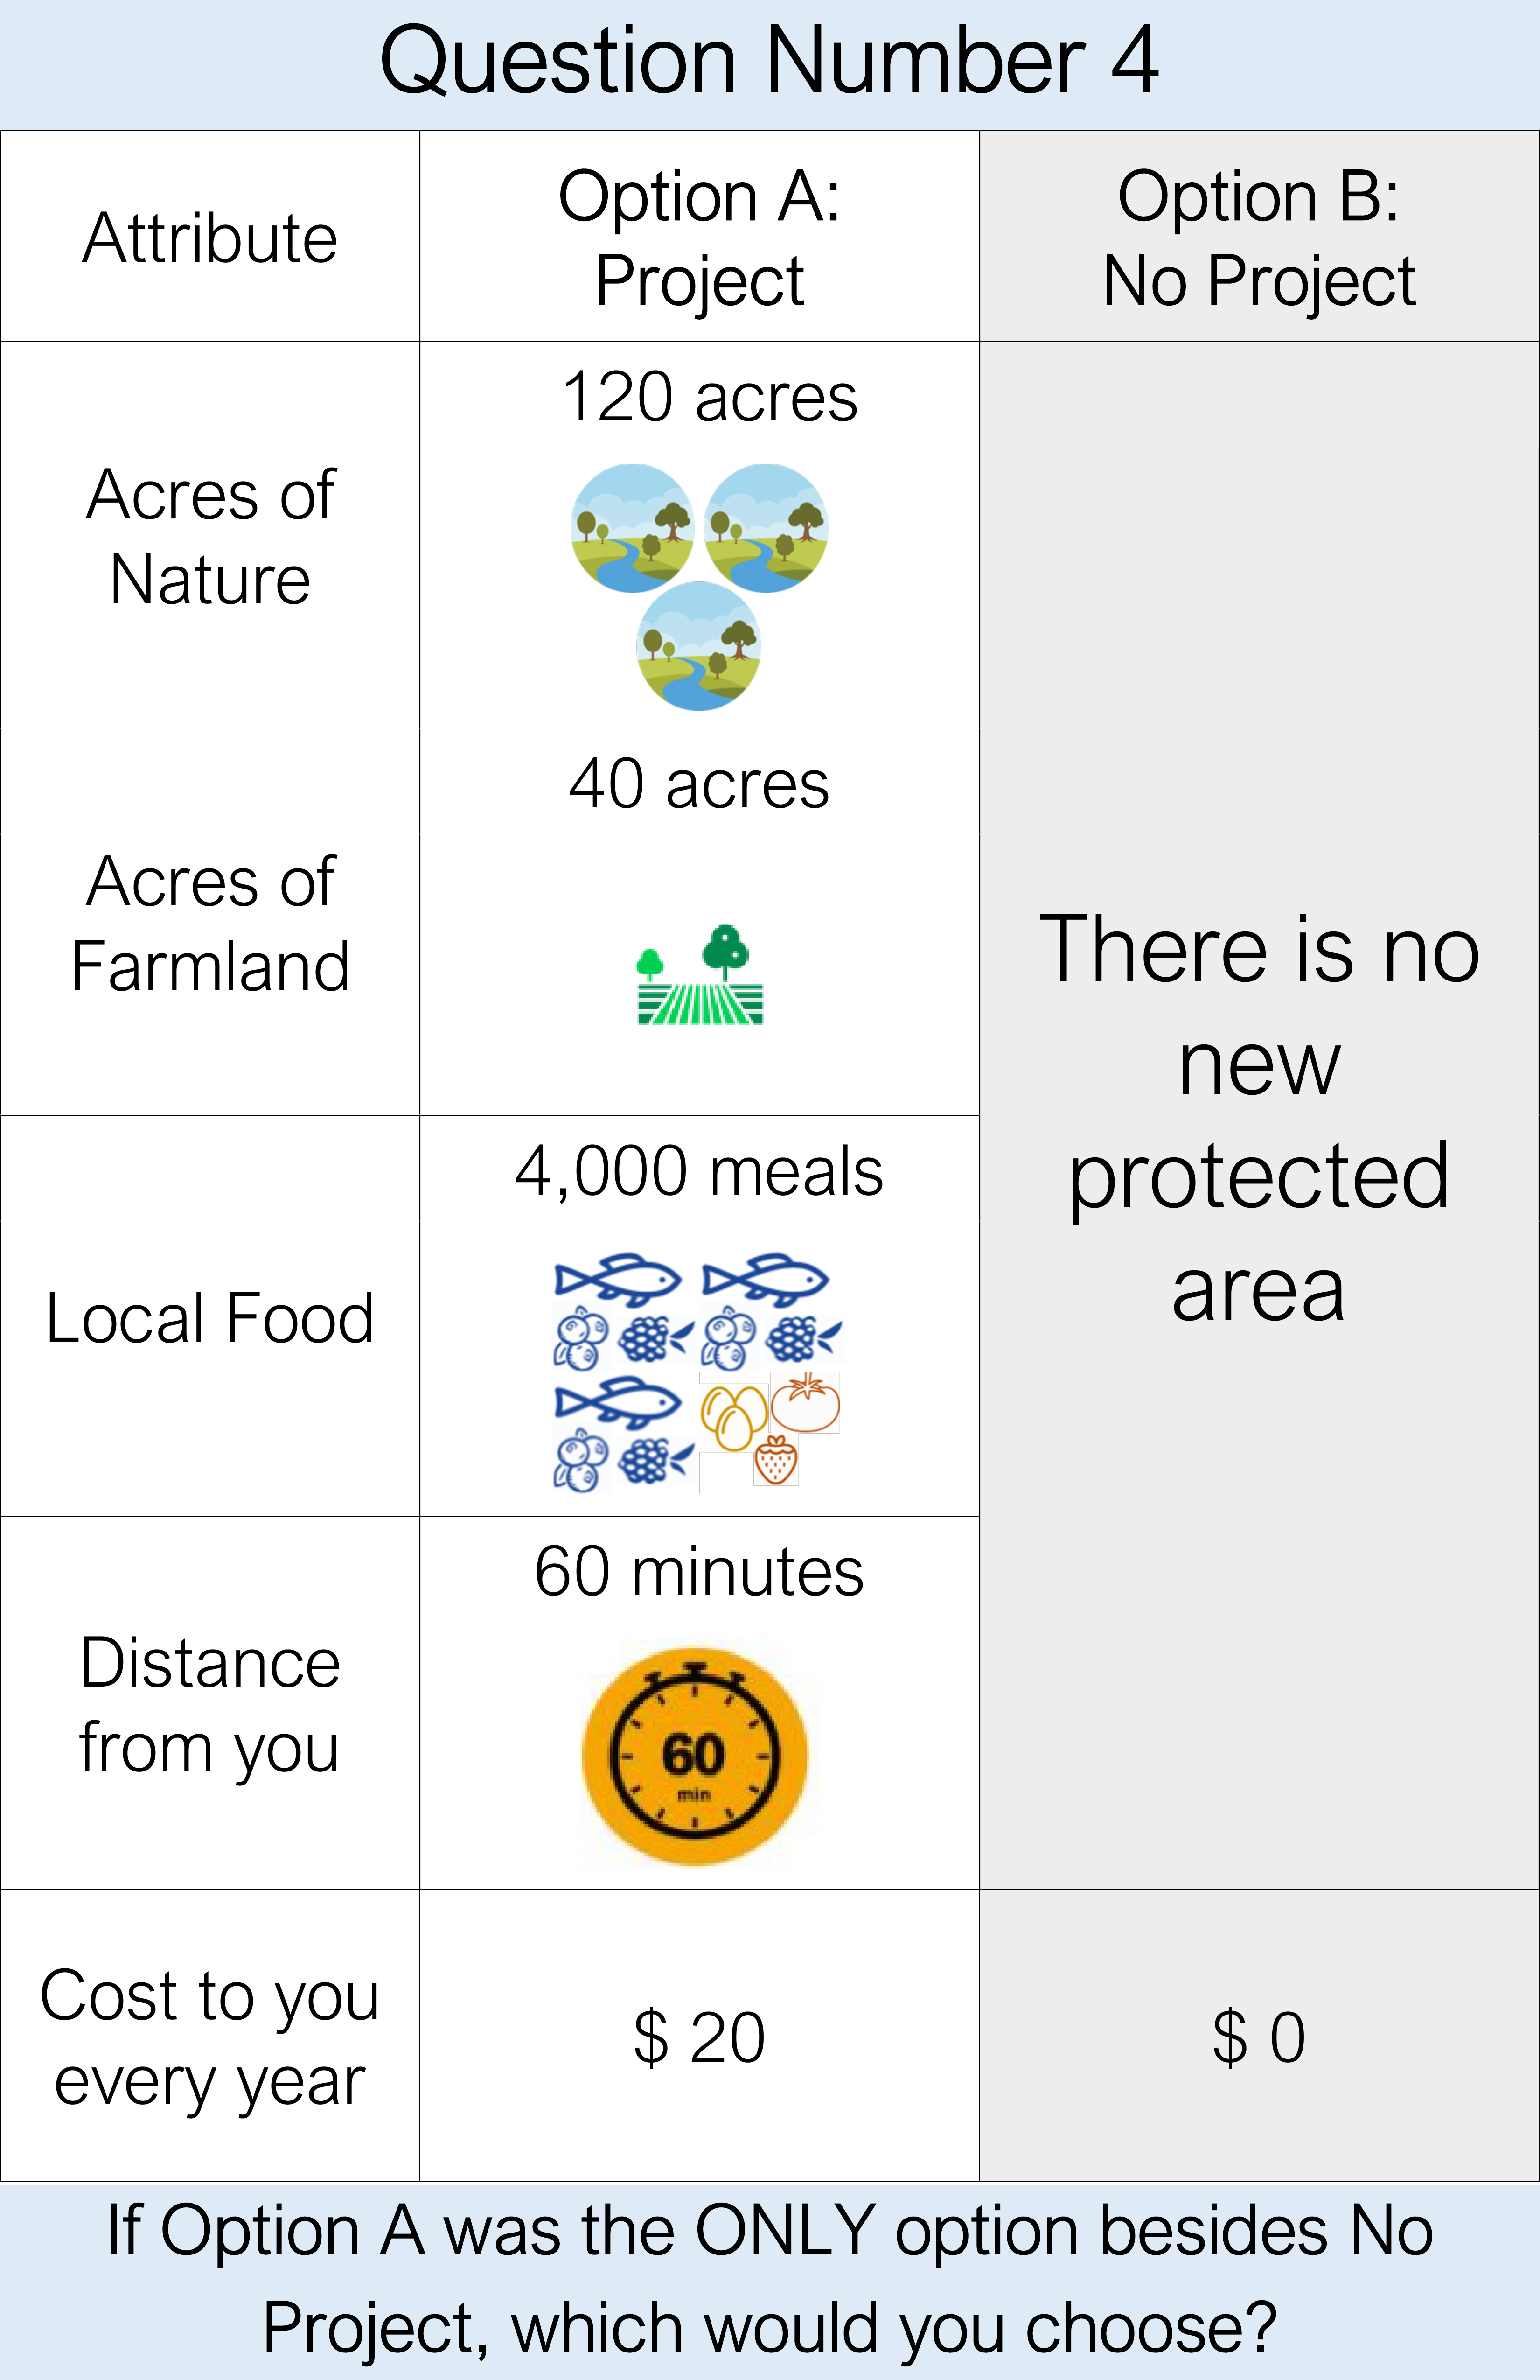 Question Number 4
Attribute
Option A:
Project
Option B:
No Project
Acres of
Nature
120 acres
Acres of
Farmland
40 acres
There is no
new
protected
area
Local Food
4,000 meals
Distance
from you
60 minutes
60
min
Cost to you
every year
$ 20
$ 0
If Option A was the ONLY option besides No
Project, which would you choose?